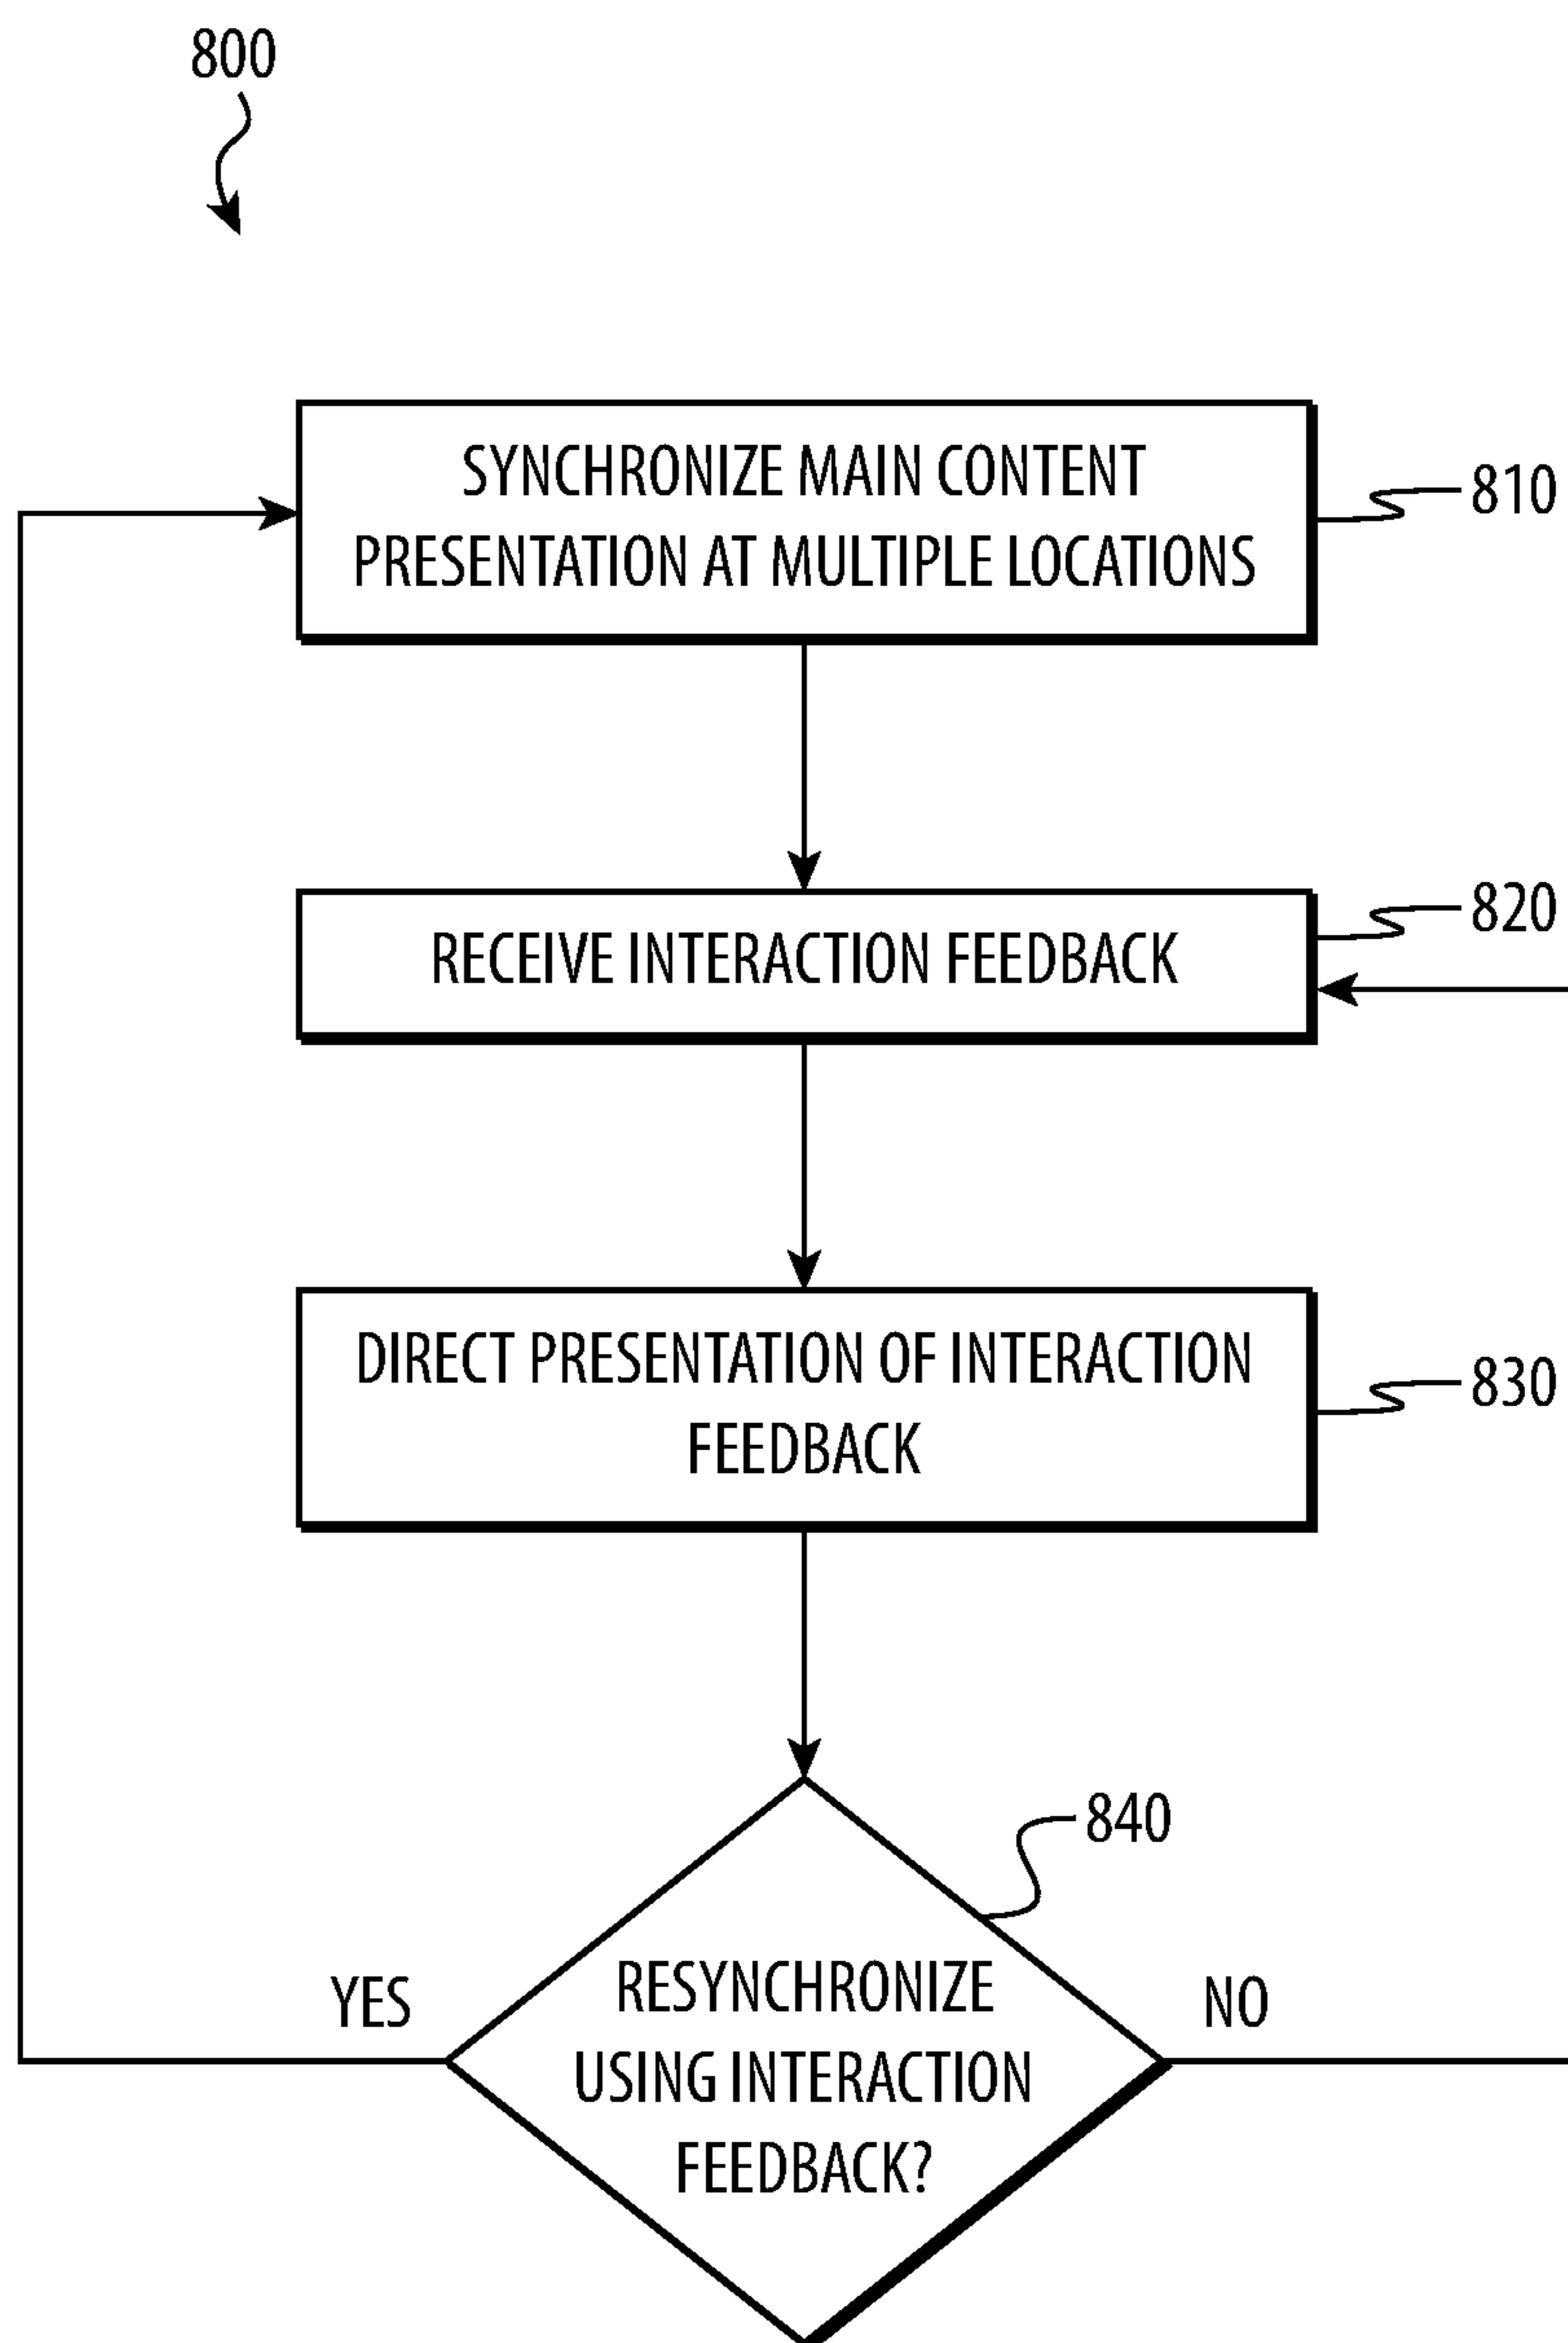 800
SYNCHRONIZE MAIN CONTENT
PRESENTATION AT MULTIPLE LOCATIONS
810
RECEIVE INTERACTION FEEDBACK
820
DIRECT PRESENTATION OF INTERACTION
FEEDBACK
830
840
YES
NO
RESYNCHRONIZE
USING INTERACTION
FEEDBACK?